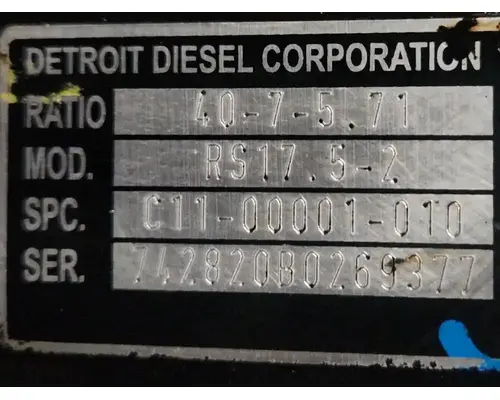 DETROIT DIESEL CORPORATION
RATIO 40-7-5.71
MOD. RS17.5-2
SPC. C11-00001-010
SER. 742820B0269377